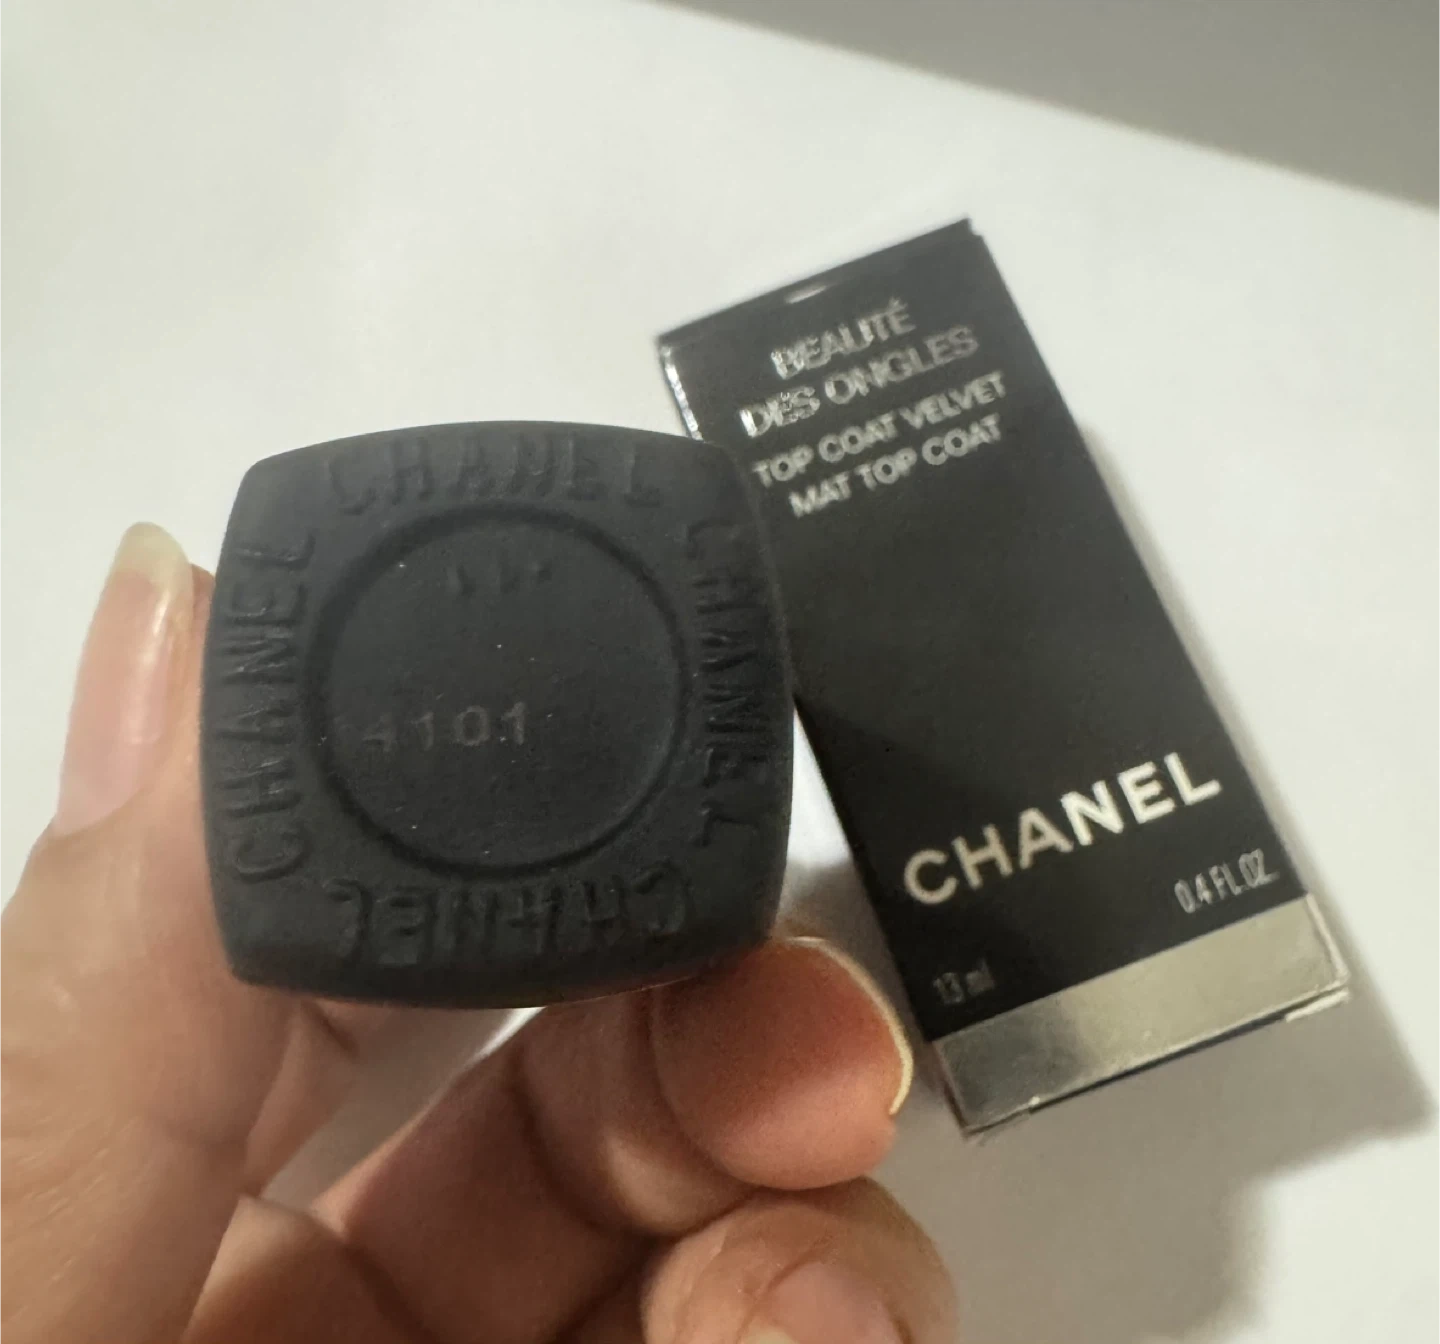 CHANEL
CHANEL
CHANEL
CHANEL
4101
BEAUTÉ
DES ONGLES
TOP COAT VELVET
MAT TOP COAT
CHANEL
0.4 FL.OZ.
13 ml